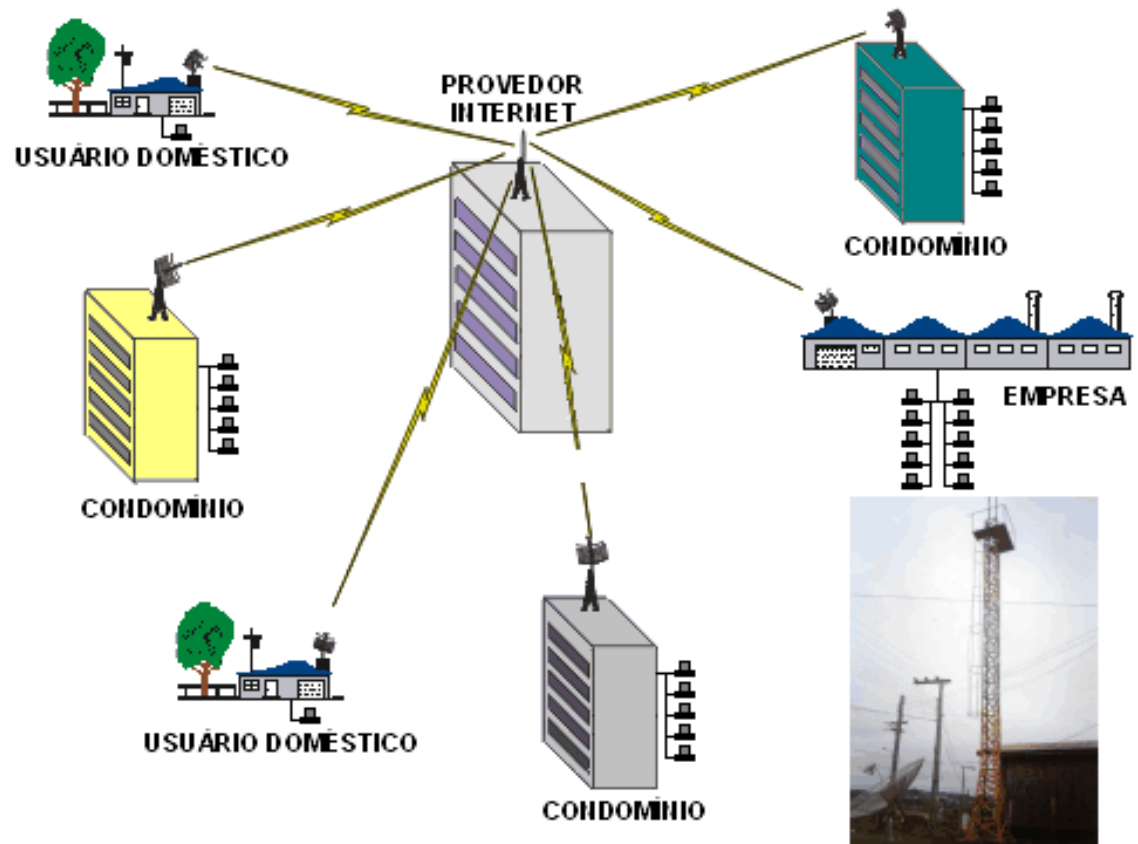 PROVEDOR
INTERNET
USUÁRIO DOMÉSTICO
CONDOMÍNIO
EMPRESA
CONDOMÍNIO
USUÁRIO DOMÉSTICO
CONDOMÍNIO